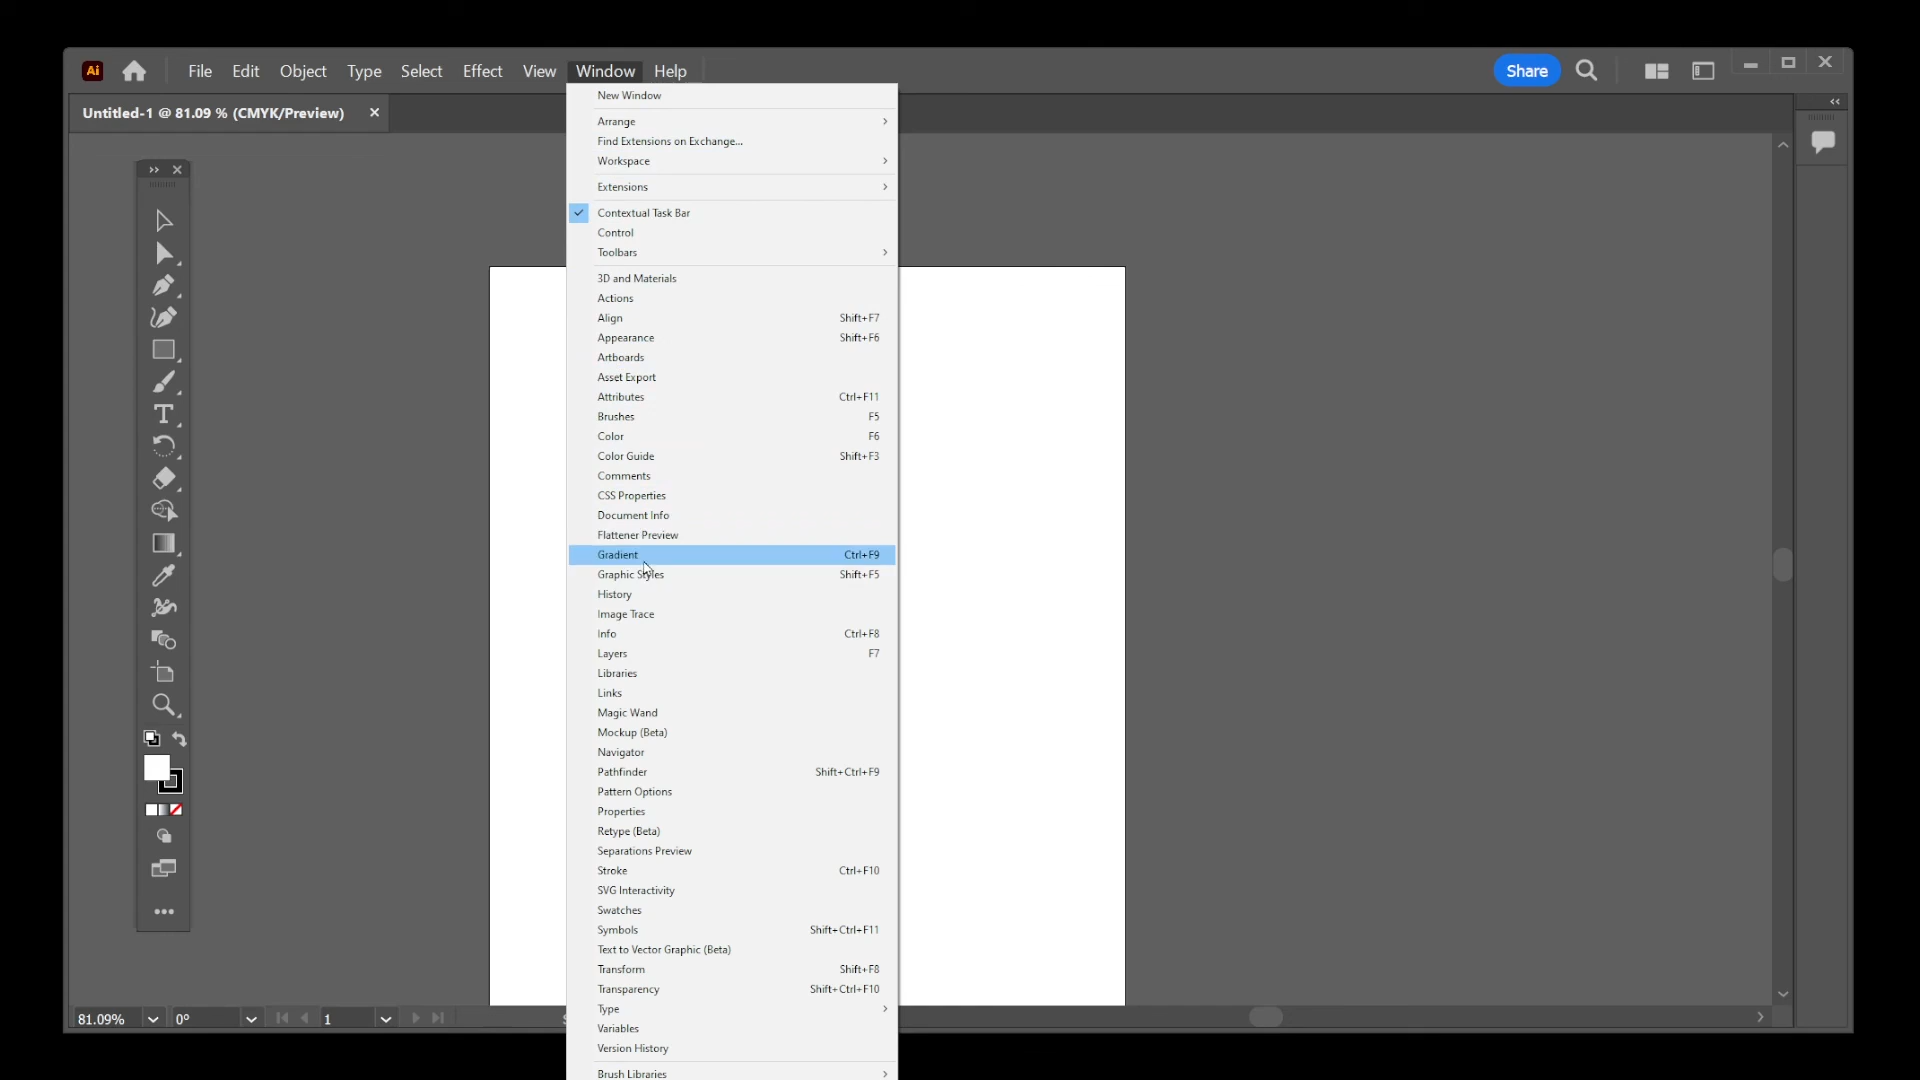 Ai File Edit Object Type Select Effect View Window Help Share
Untitled-1 @ 81.09 % (CMYK/Preview)
New Window
Arrange
Find Extensions on Exchange...
Workspace
Extensions
Contextual Task Bar
Control
Toolbars
3D and Materials
Actions
Align Shift+F7
Appearance Shift+F6
Artboards
Asset Export
Attributes Ctrl+F11
Brushes F5
Color F6
Color Guide Shift+F3
Comments
CSS Properties
Document Info
Flattener Preview
Gradient Ctrl+F9
Graphic Styles Shift+F5
History
Image Trace
Info Ctrl+F8
Layers F7
Libraries
Links
Magic Wand
Mockup (Beta)
Navigator
Pathfinder Shift+Ctrl+F9
Pattern Options
Properties
Retype (Beta)
Separations Preview
Stroke Ctrl+F10
SVG Interactivity
Swatches
Symbols Shift+Ctrl+F11
Text to Vector Graphic (Beta)
Transform Shift+F8
Transparency Shift+Ctrl+F10
Type
Variables
Version History
Brush Libraries
81.09% 0° 1